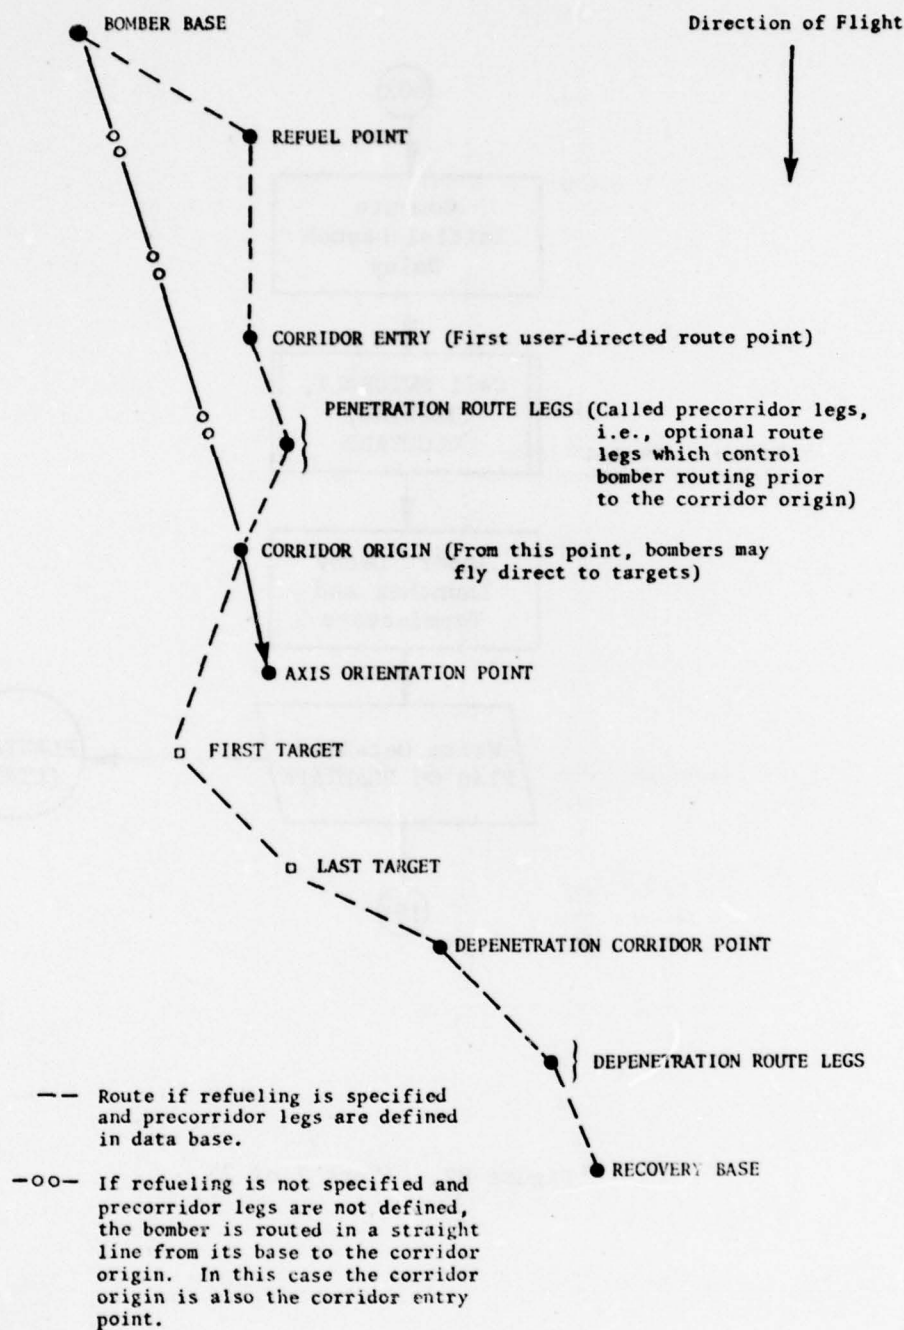 BOMBER BASE
Direction of Flight
REFUEL POINT
CORRIDOR ENTRY (First user-directed route point)
PENETRATION ROUTE LEGS (Called precorridor legs,
i.e., optional route
legs which control
bomber routing prior
to the corridor origin)
CORRIDOR ORIGIN (From this point, bombers may
fly direct to targets)
AXIS ORIENTATION POINT
FIRST TARGET
LAST TARGET
DEPENETRATION CORRIDOR POINT
DEPENETRATION ROUTE LEGS
RECOVERY BASE
Route if refueling is specified
and precorridor legs are defined
in data base.
If refueling is not specified and
precorridor legs are not defined,
the bomber is routed in a straight
line from its base to the corridor
origin. In this case the corridor
origin is also the corridor entry
point.